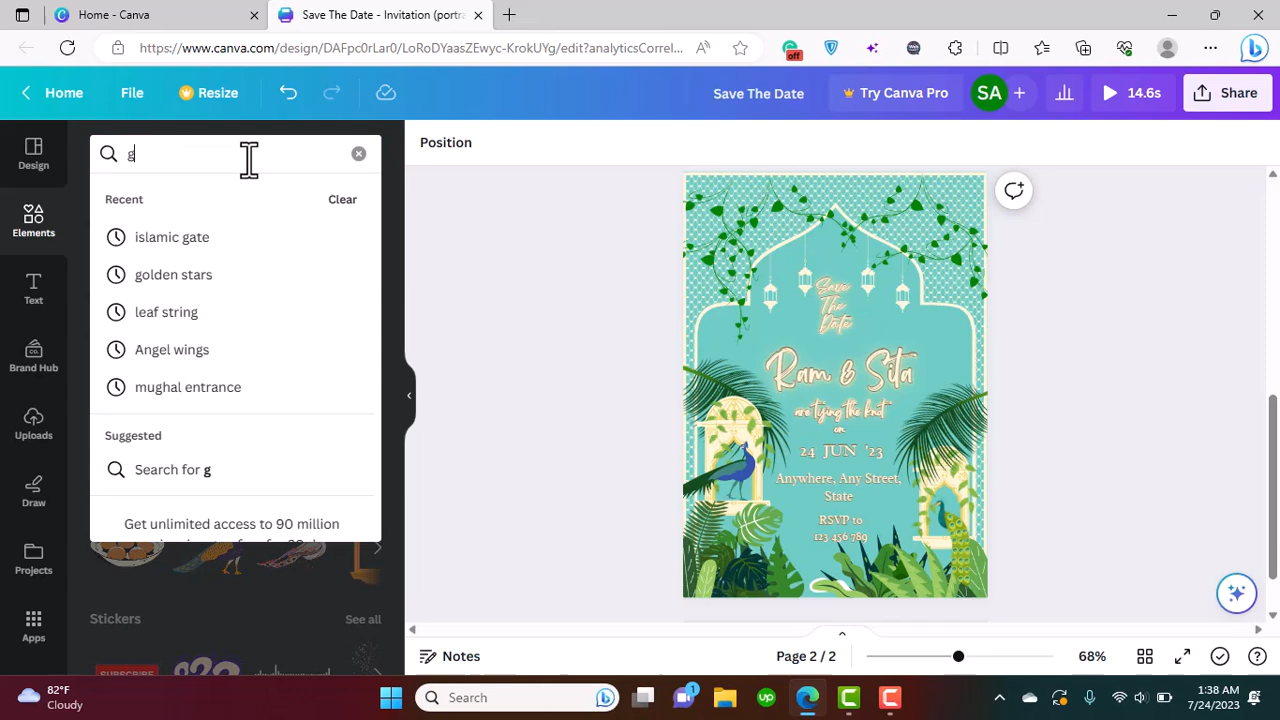 Home - Canva
Save The Date - Invitation (portra
https://www.canva.com/design/DAFpc0rLar0/LoRoDYaasZEwyc-KrokUYg/edit?analyticsCorrel...
off
Home
File
Resize
Save The Date
Try Canva Pro
SA
14.6s
Share
Design
Elements
Text
Brand Hub
Uploads
Draw
Projects
Apps
g
Recent
Clear
islamic gate
golden stars
leaf string
Angel wings
mughal entrance
Suggested
Search for g
Get unlimited access to 90 million
Stickers
See all
SUBSCRIBE
Position
Save
The
Date
Ram & Sita
are tying the knot
on
24 JUN '23
Anywhere, Any Street,
State
RSVP to
123 456 789
Notes
Page 2 / 2
68%
82°F
Cloudy
Search
1
1:38 AM
7/24/2023